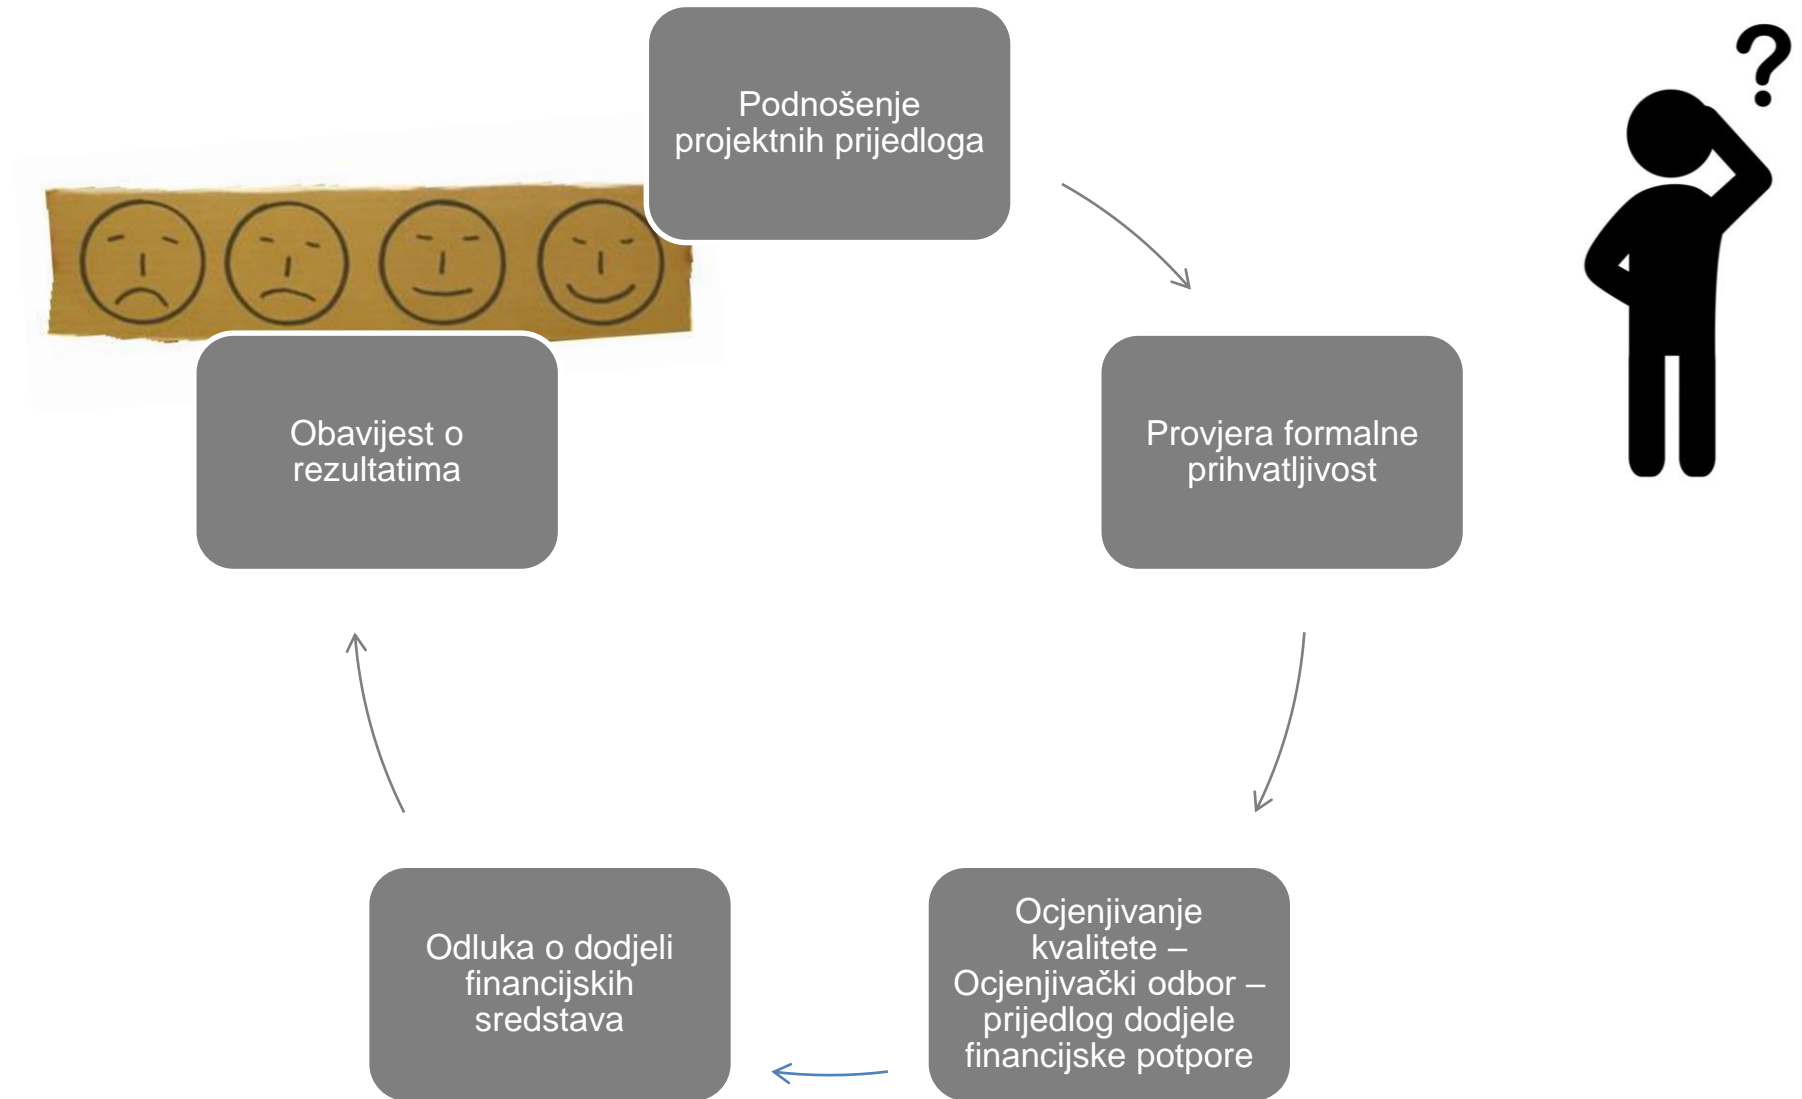 Podnošenje
projektnih prijedloga
?
Provjera formalne
prihvatljivost
Ocjenjivanje
kvalitete –
Ocjenjivački odbor –
prijedlog dodjele
financijske potpore
Odluka o dodjeli
financijskih
sredstava
Obavijest o
rezultatima